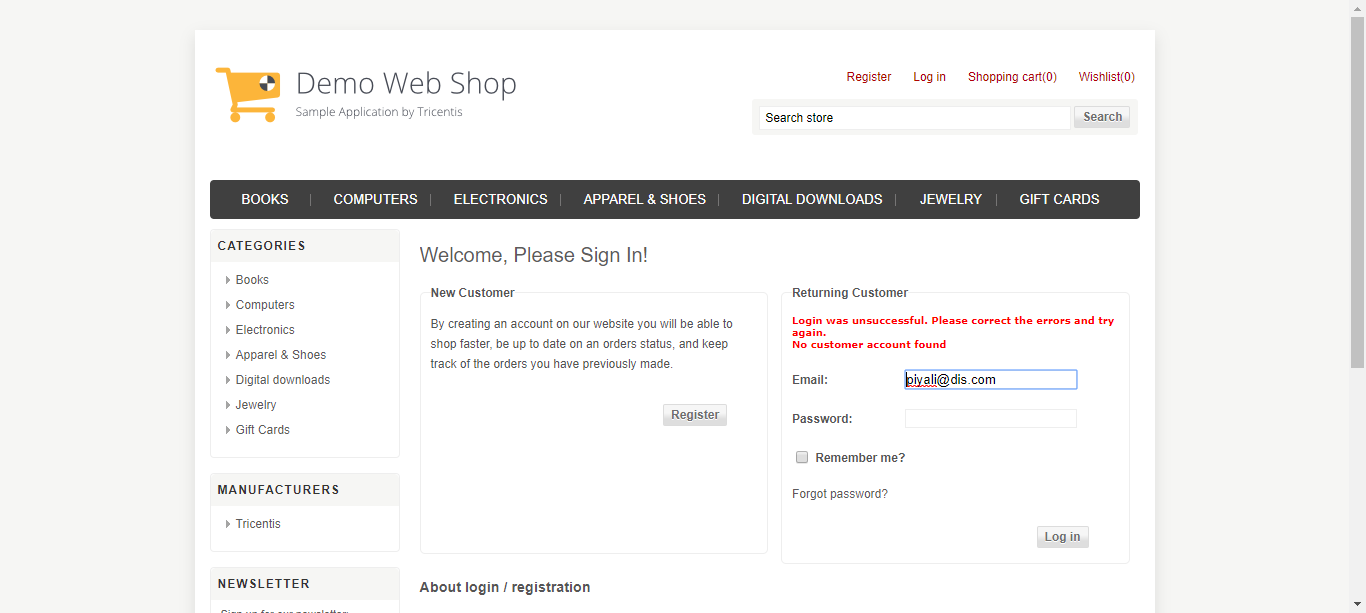 Demo Web Shop
Sample Application by Tricentis
Register Log in Shopping cart(0) Wishlist(0)
Search store Search
BOOKS COMPUTERS ELECTRONICS APPAREL & SHOES DIGITAL DOWNLOADS JEWELRY GIFT CARDS
CATEGORIES
Books
Computers
Electronics
Apparel & Shoes
Digital downloads
Jewelry
Gift Cards
MANUFACTURERS
Tricentis
NEWSLETTER
Sign up for our newsletter:
Welcome, Please Sign In!
New Customer
By creating an account on our website you will be able to
shop faster, be up to date on an orders status, and keep
track of the orders you have previously made.
Register
Returning Customer
Login was unsuccessful. Please correct the errors and try
again.
No customer account found
Email: piyali@dis.com
Password:
Remember me?
Forgot password?
Log in
About login / registration